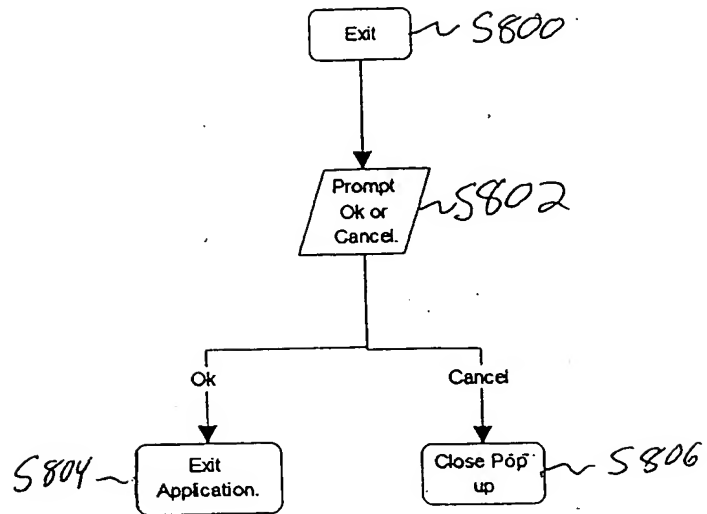 Exit S800
Prompt
Ok or
Cancel.
S802
Ok Cancel
S804
Exit
Application.
Close Pop
up
S806